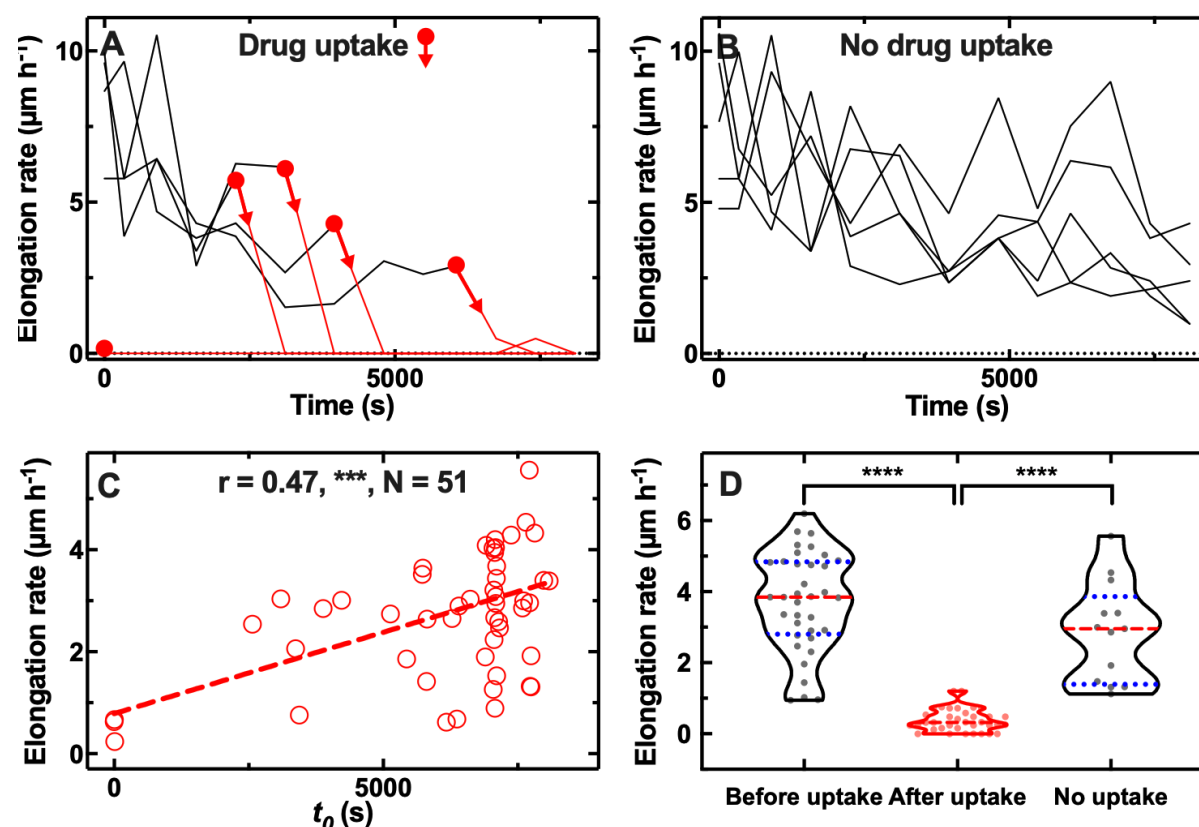 A
Drug uptake
Elongation rate (µm h⁻¹)
10
5
0
0
5000
Time (s)
B
No drug uptake
Elongation rate (µm h⁻¹)
10
5
0
0
5000
Time (s)
C
r = 0.47, ***, N = 51
Elongation rate (µm h⁻¹)
4
2
0
0
5000
t₀ (s)
D
****
****
Elongation rate (µm h⁻¹)
6
4
2
0
Before uptake
After uptake
No uptake